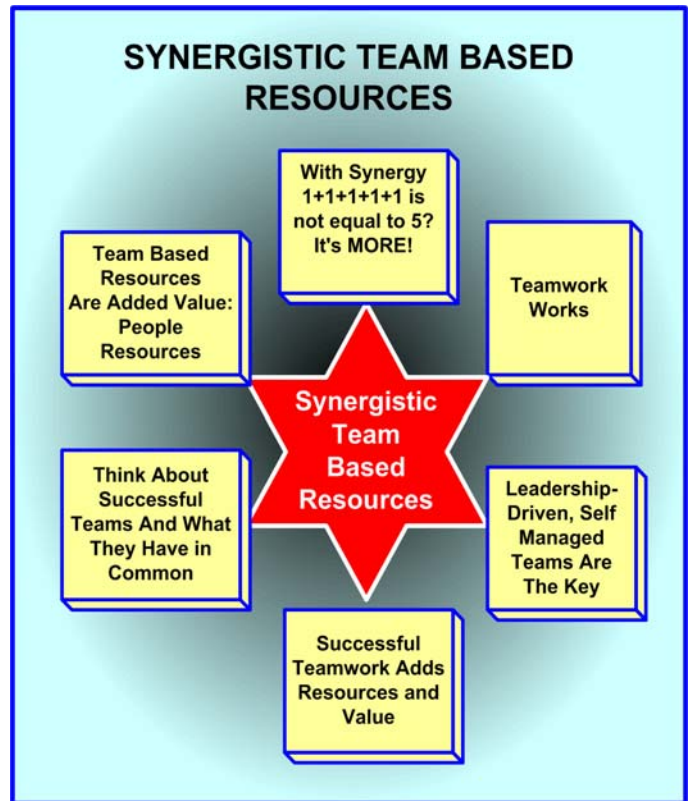 SYNERGISTIC TEAM BASED
RESOURCES
With Synergy
1+1+1+1+1 is
not equal to 5?
It's MORE!
Team Based
Resources
Are Added Value:
People
Resources
Teamwork
Works
Synergistic
Team
Based
Resources
Think About
Successful
Teams And What
They Have in
Common
Leadership-
Driven, Self
Managed
Teams Are
The Key
Successful
Teamwork Adds
Resources and
Value